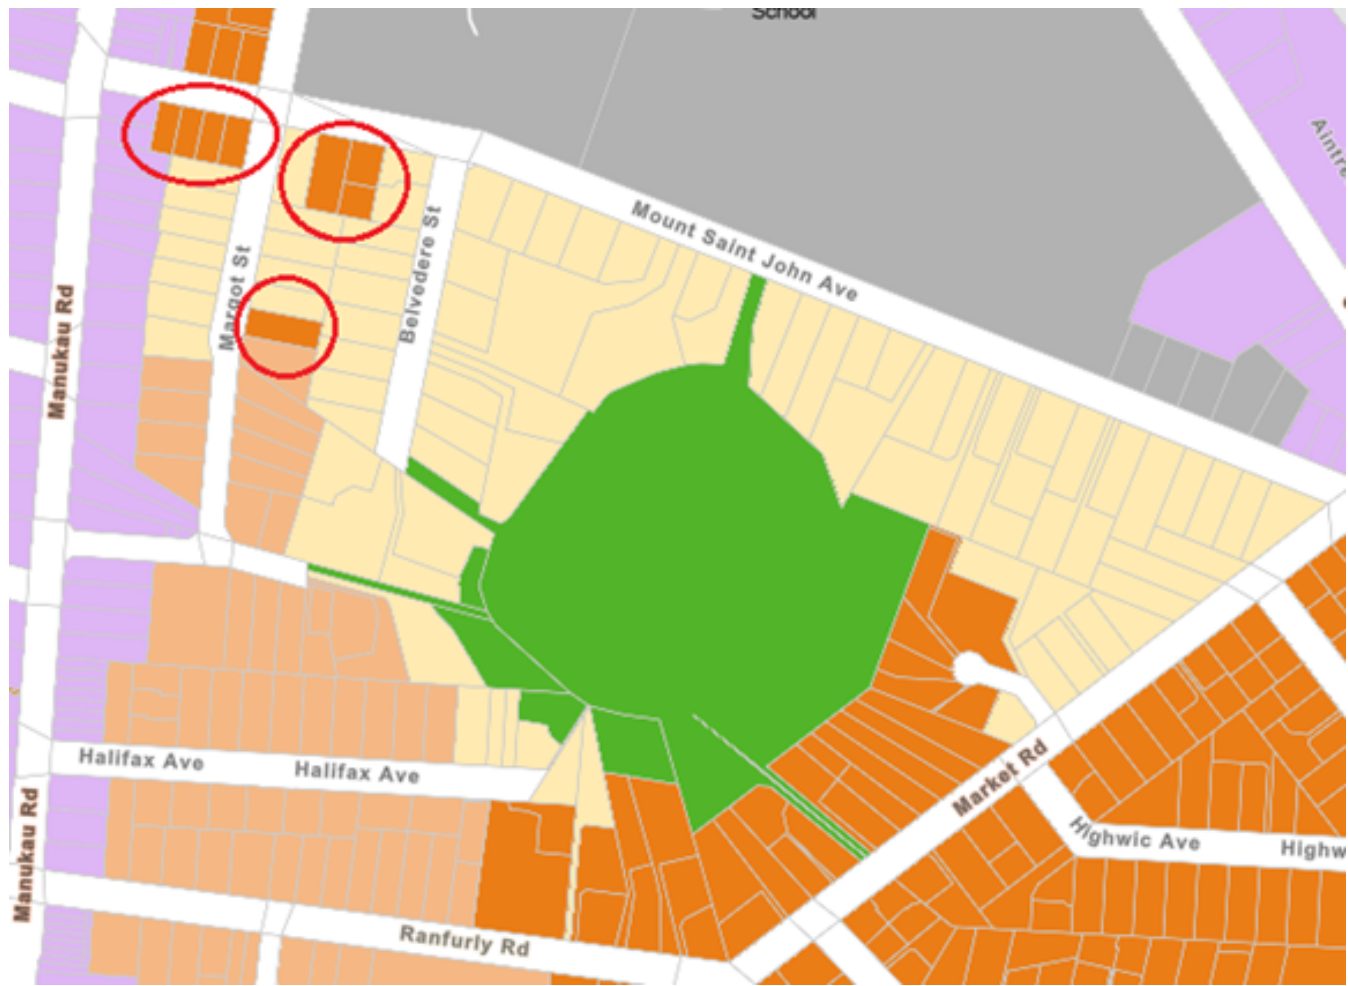 School
Aintre
Mount Saint John Ave
Margot St
Belvedere St
Manukau Rd
Halifax Ave
Halifax Ave
Market Rd
Highwic Ave
Highw
Manukau Rd
Ranfurly Rd